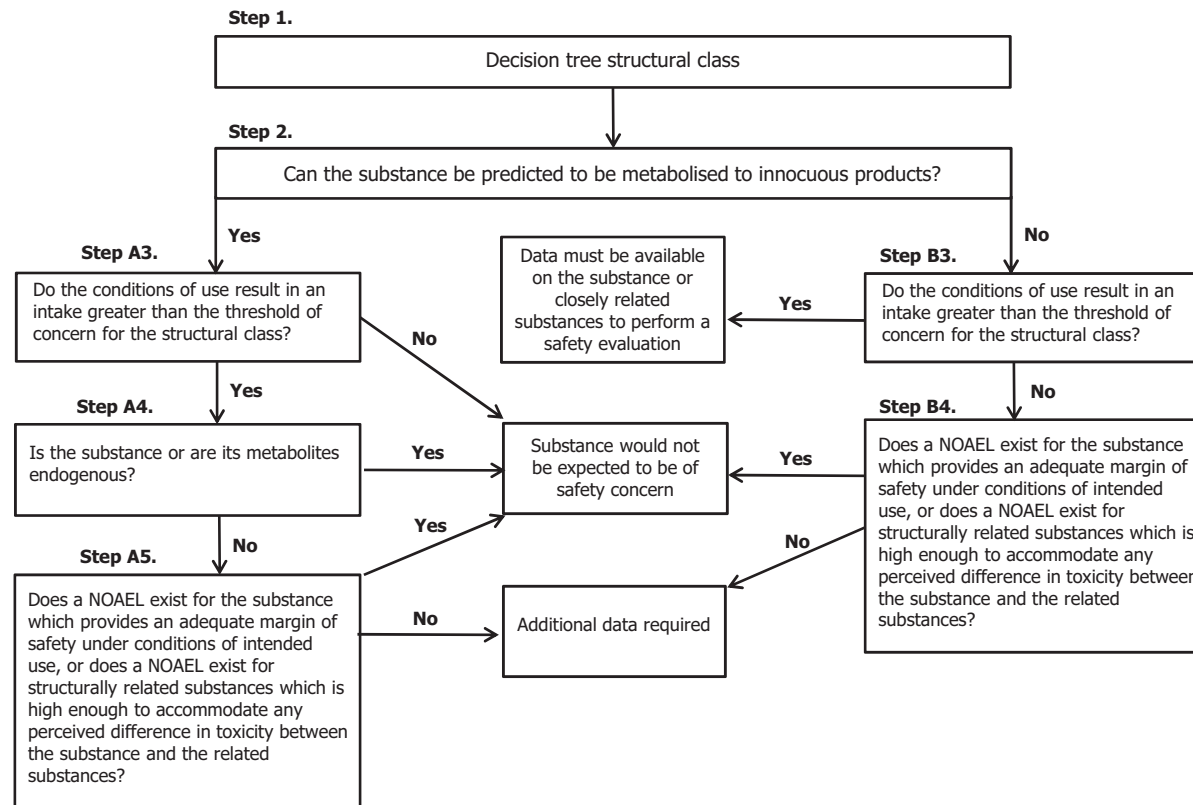 Step 1.
Decision tree structural class
Step 2.
Can the substance be predicted to be metabolised to innocuous products?
Yes
No
Step A3.
Do the conditions of use result in an
intake greater than the threshold of
concern for the structural class?
Data must be available
on the substance or
closely related
substances to perform a
safety evaluation
Step B3.
Do the conditions of use result in an
intake greater than the threshold of
concern for the structural class?
Yes
No
Yes
No
Step A4.
Is the substance or are its metabolites
endogenous?
Yes
Substance would not
be expected to be of
safety concern
Yes
Step B4.
Does a NOAEL exist for the substance
which provides an adequate margin of
safety under conditions of intended
use, or does a NOAEL exist for
structurally related substances which is
high enough to accommodate any
perceived difference in toxicity between
the substance and the related
substances?
No
Yes
No
Step A5.
Does a NOAEL exist for the substance
which provides an adequate margin of
safety under conditions of intended
use, or does a NOAEL exist for
structurally related substances which is
high enough to accommodate any
perceived difference in toxicity between
the substance and the related
substances?
No
Additional data required